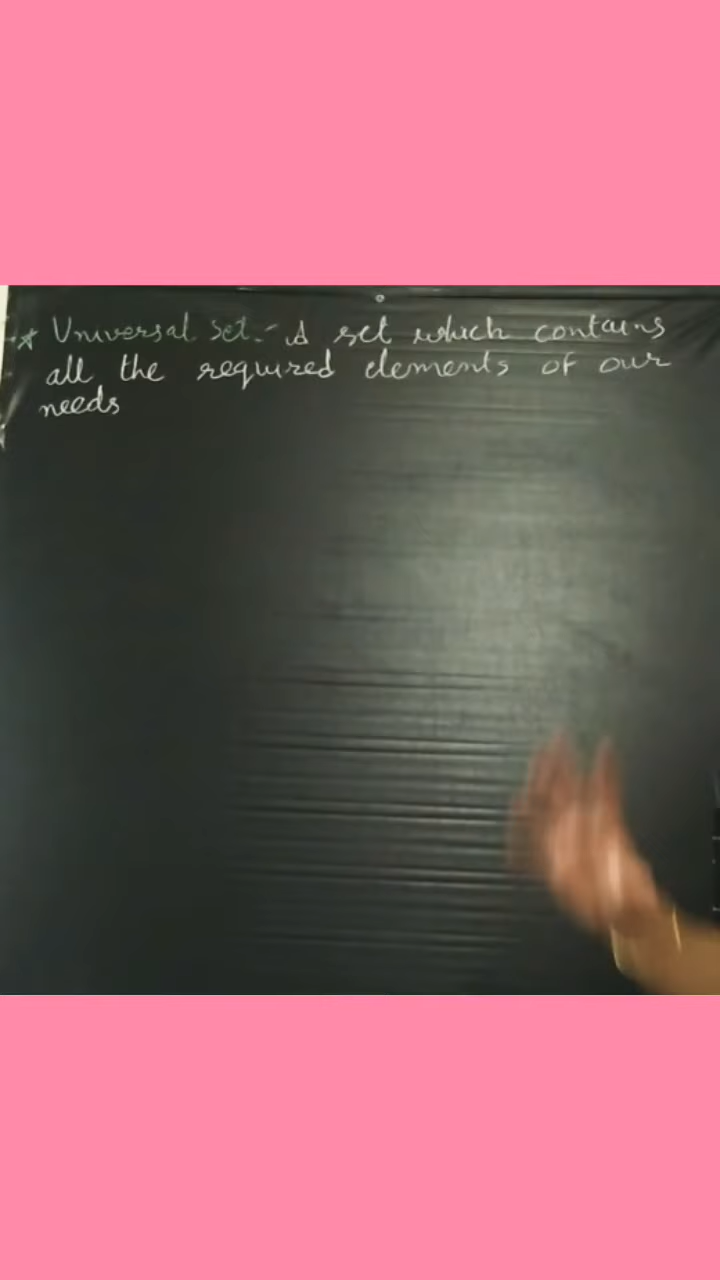 * Universal set:- A set which contains
all the required elements of our
needs